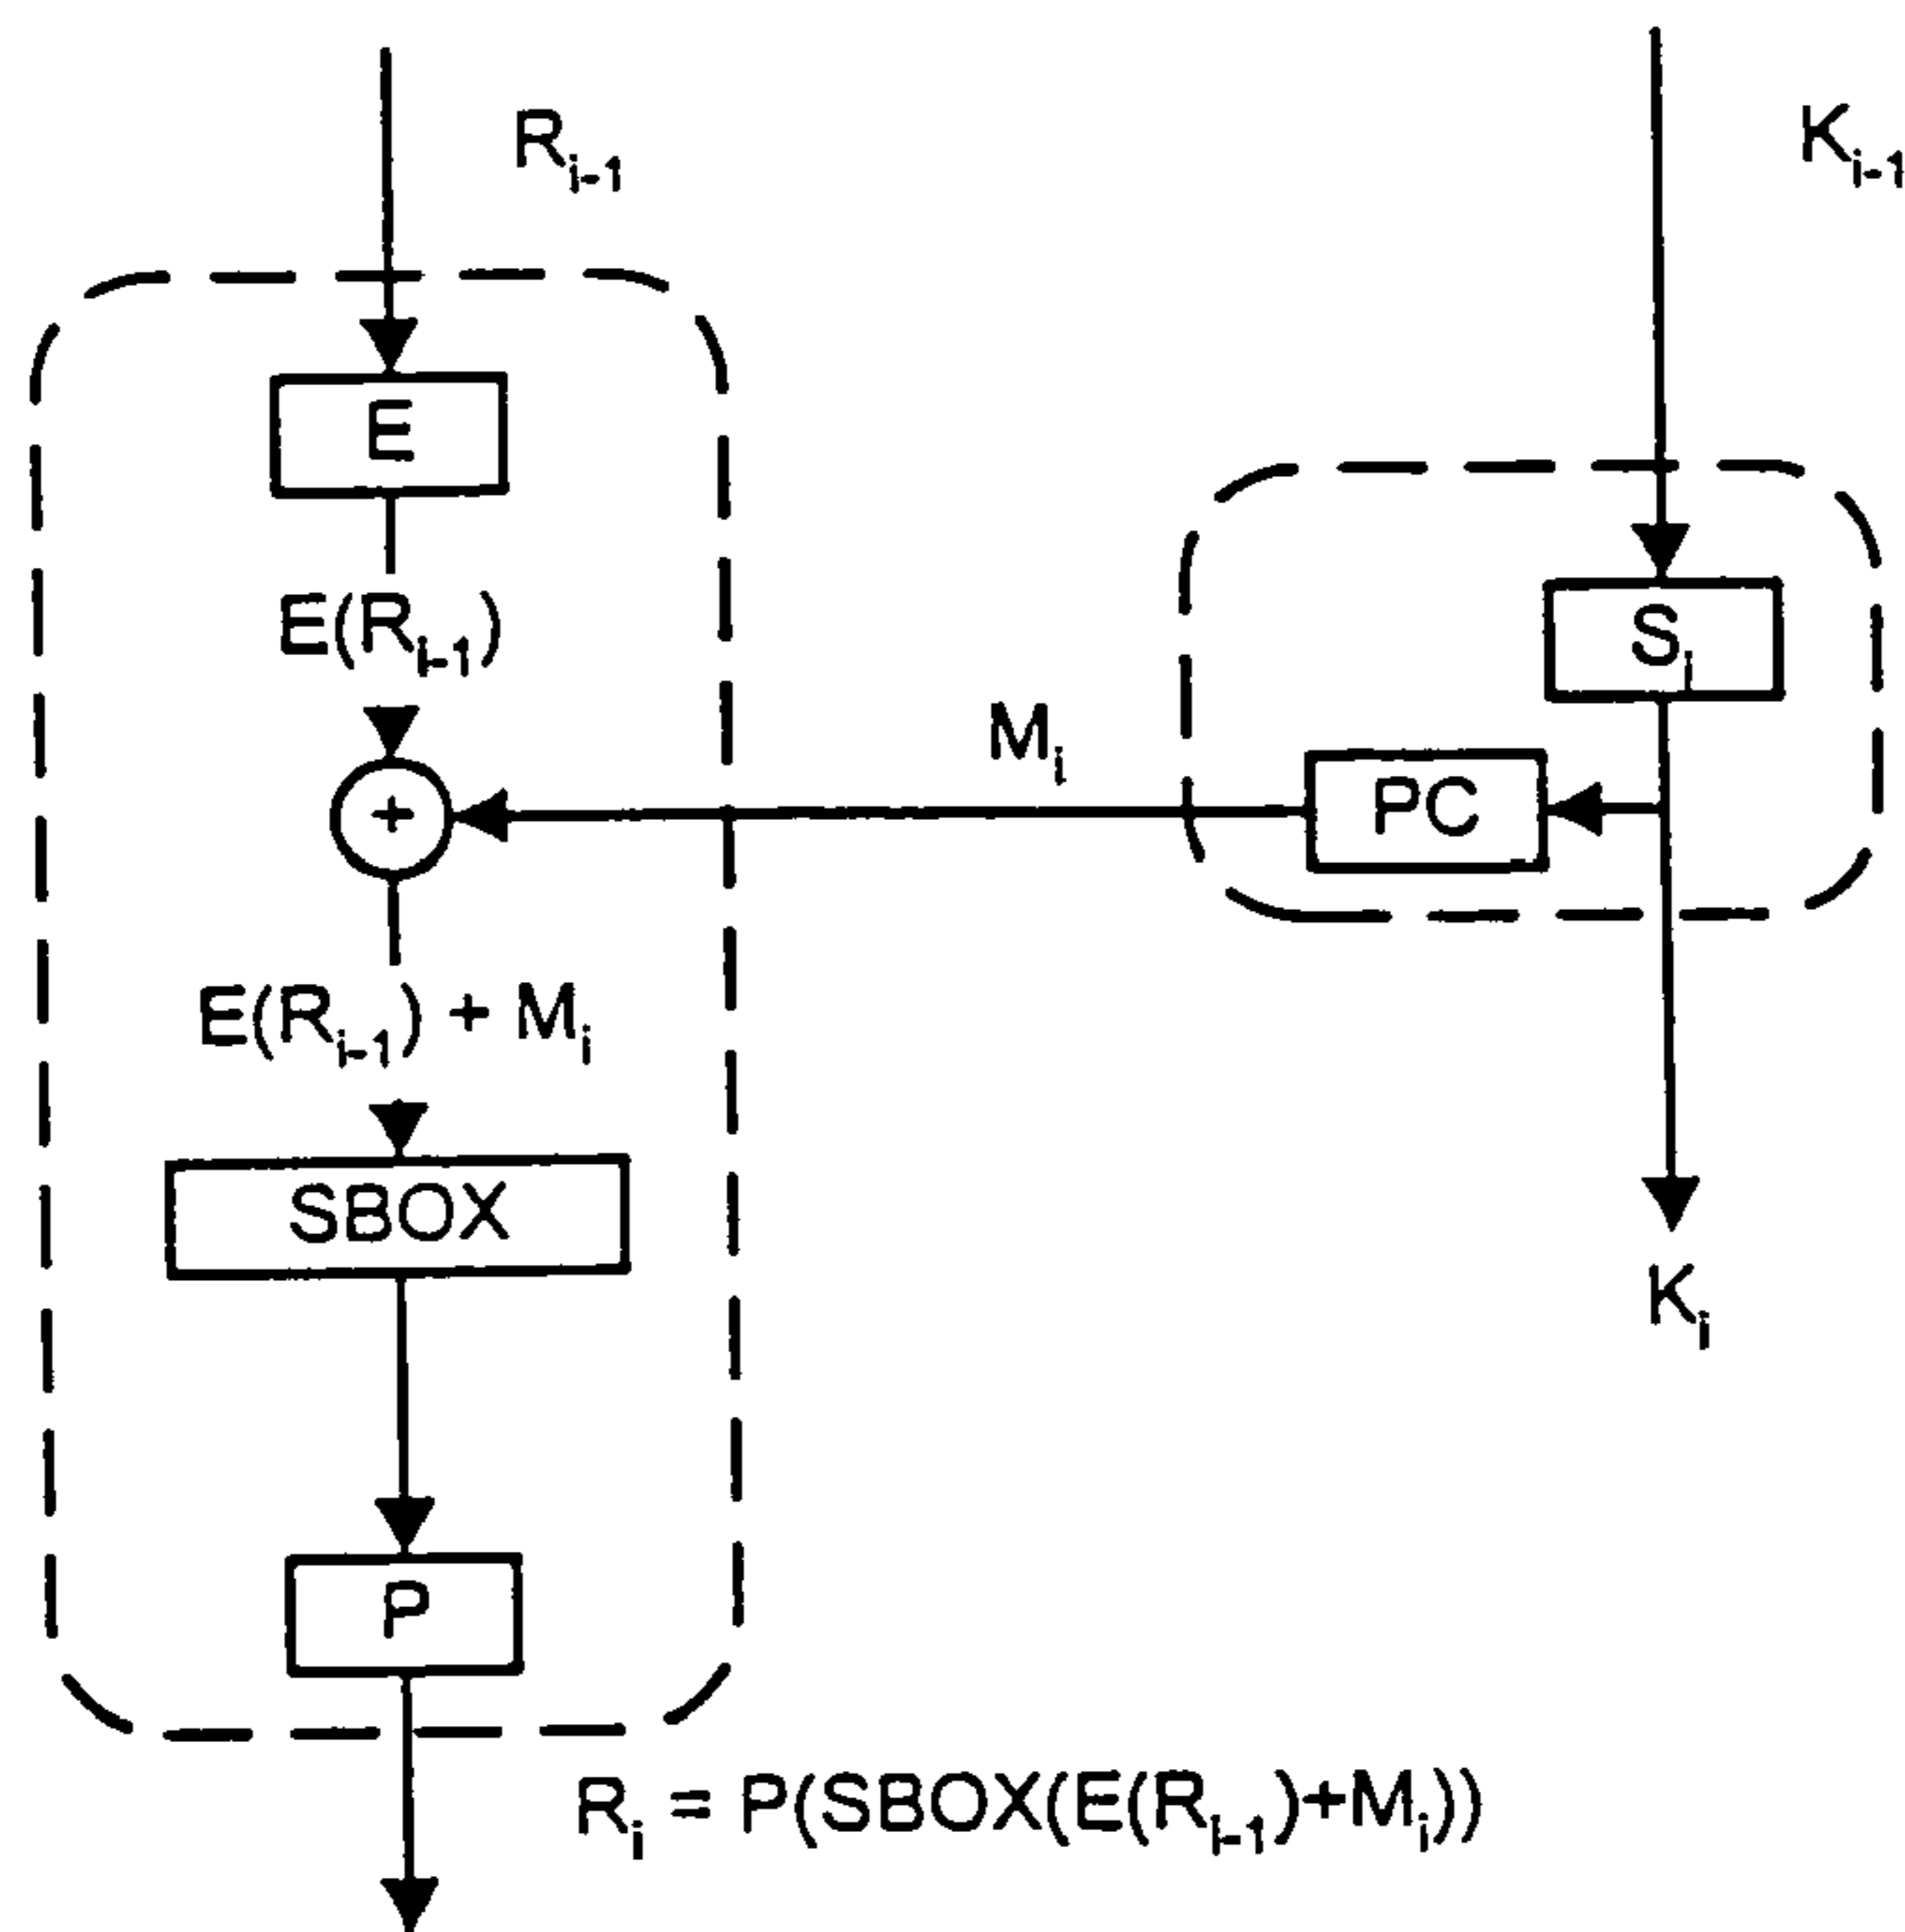 R_{i-1}
K_{i-1}
E
E(R_{i-1})
S_i
M_i
PC
+
E(R_{i-1}) + M_i
SBOX
K_i
P
R_i = P(SBOX(E(R_{i-1})+M_i))